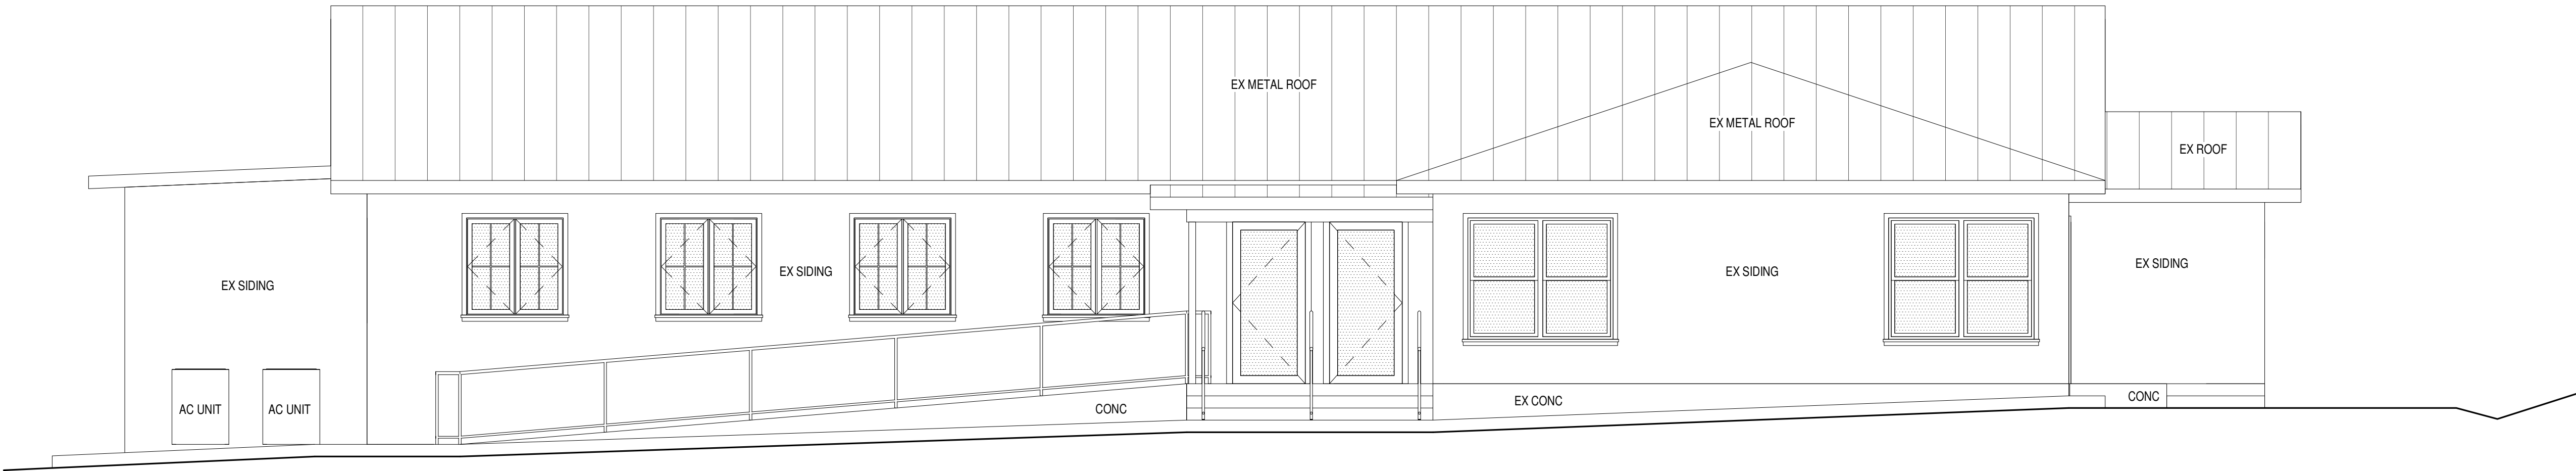 EX METAL ROOF
EX METAL ROOF
EX ROOF
EX SIDING
EX SIDING
EX SIDING
EX SIDING
AC UNIT
AC UNIT
CONC
EX CONC
CONC